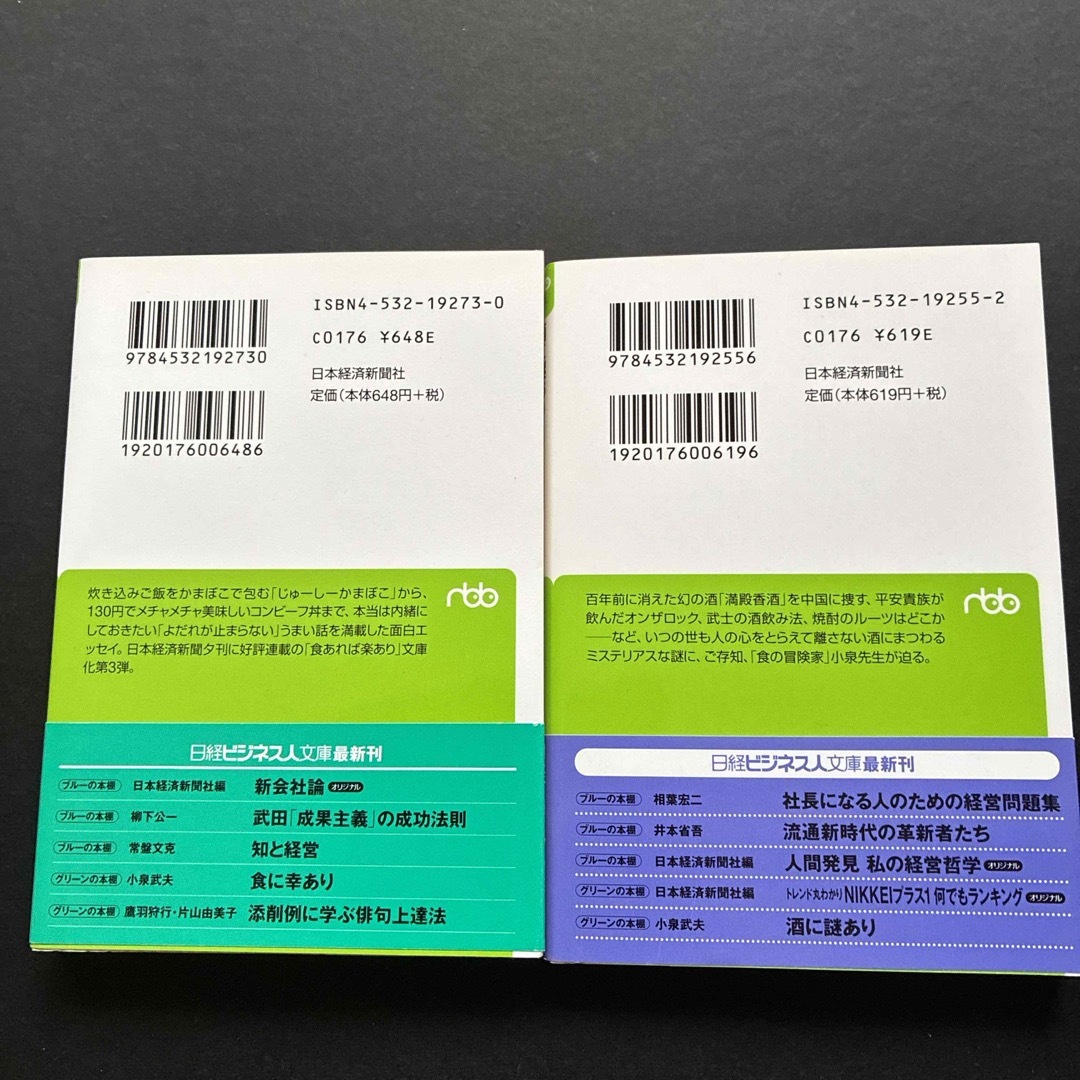 ISBN4-532-19273-0
C0176 ¥648E
9784532192730
日本経済新聞社
定価(本体648円+税)
1920176006486
炊き込みご飯をかまぼこで包む「じゅーしーかまぼこ」から、
130円でメチャメチャ美味しいコンビーフ丼まで、本当は内緒に
しておきたい「よだれが止まらない」うまい話を満載した面白エ
ッセイ。日本経済新聞夕刊に好評連載の「食あれば楽あり」文庫
化第3弾。
nbb
日経ビジネス人文庫最新刊
ブルーの本棚 日本経済新聞社編 新会社論 オリジナル
ブルーの本棚 柳下公一 武田「成果主義」の成功法則
ブルーの本棚 常盤文克 知と経営
グリーンの本棚 小泉武夫 食に幸あり
グリーンの本棚 鷹羽狩行・片山由美子 添削例に学ぶ俳句上達法
ISBN4-532-19255-2
C0176 ¥619E
9784532192556
日本経済新聞社
定価(本体619円+税)
1920176006196
百年前に消えた幻の酒「満殿香酒」を中国に捜す、平安貴族が
飲んだオンザロック、武士の酒飲み法、焼酎のルーツはどこか
――など、いつの世も人の心をとらえて離さない酒にまつわる
ミステリアスな謎に、ご存知、「食の冒険家」小泉先生が迫る。
nbb
日経ビジネス人文庫最新刊
ブルーの本棚 相葉宏二 社長になる人のための経営問題集
ブルーの本棚 井本省吾 流通新時代の革新者たち
ブルーの本棚 日本経済新聞社編 人間発見 私の経営哲学 オリジナル
グリーンの本棚 日本経済新聞社編 トレンド丸わかりNIKKEIプラス1 何でもランキング オリジナル
グリーンの本棚 小泉武夫 酒に謎あり